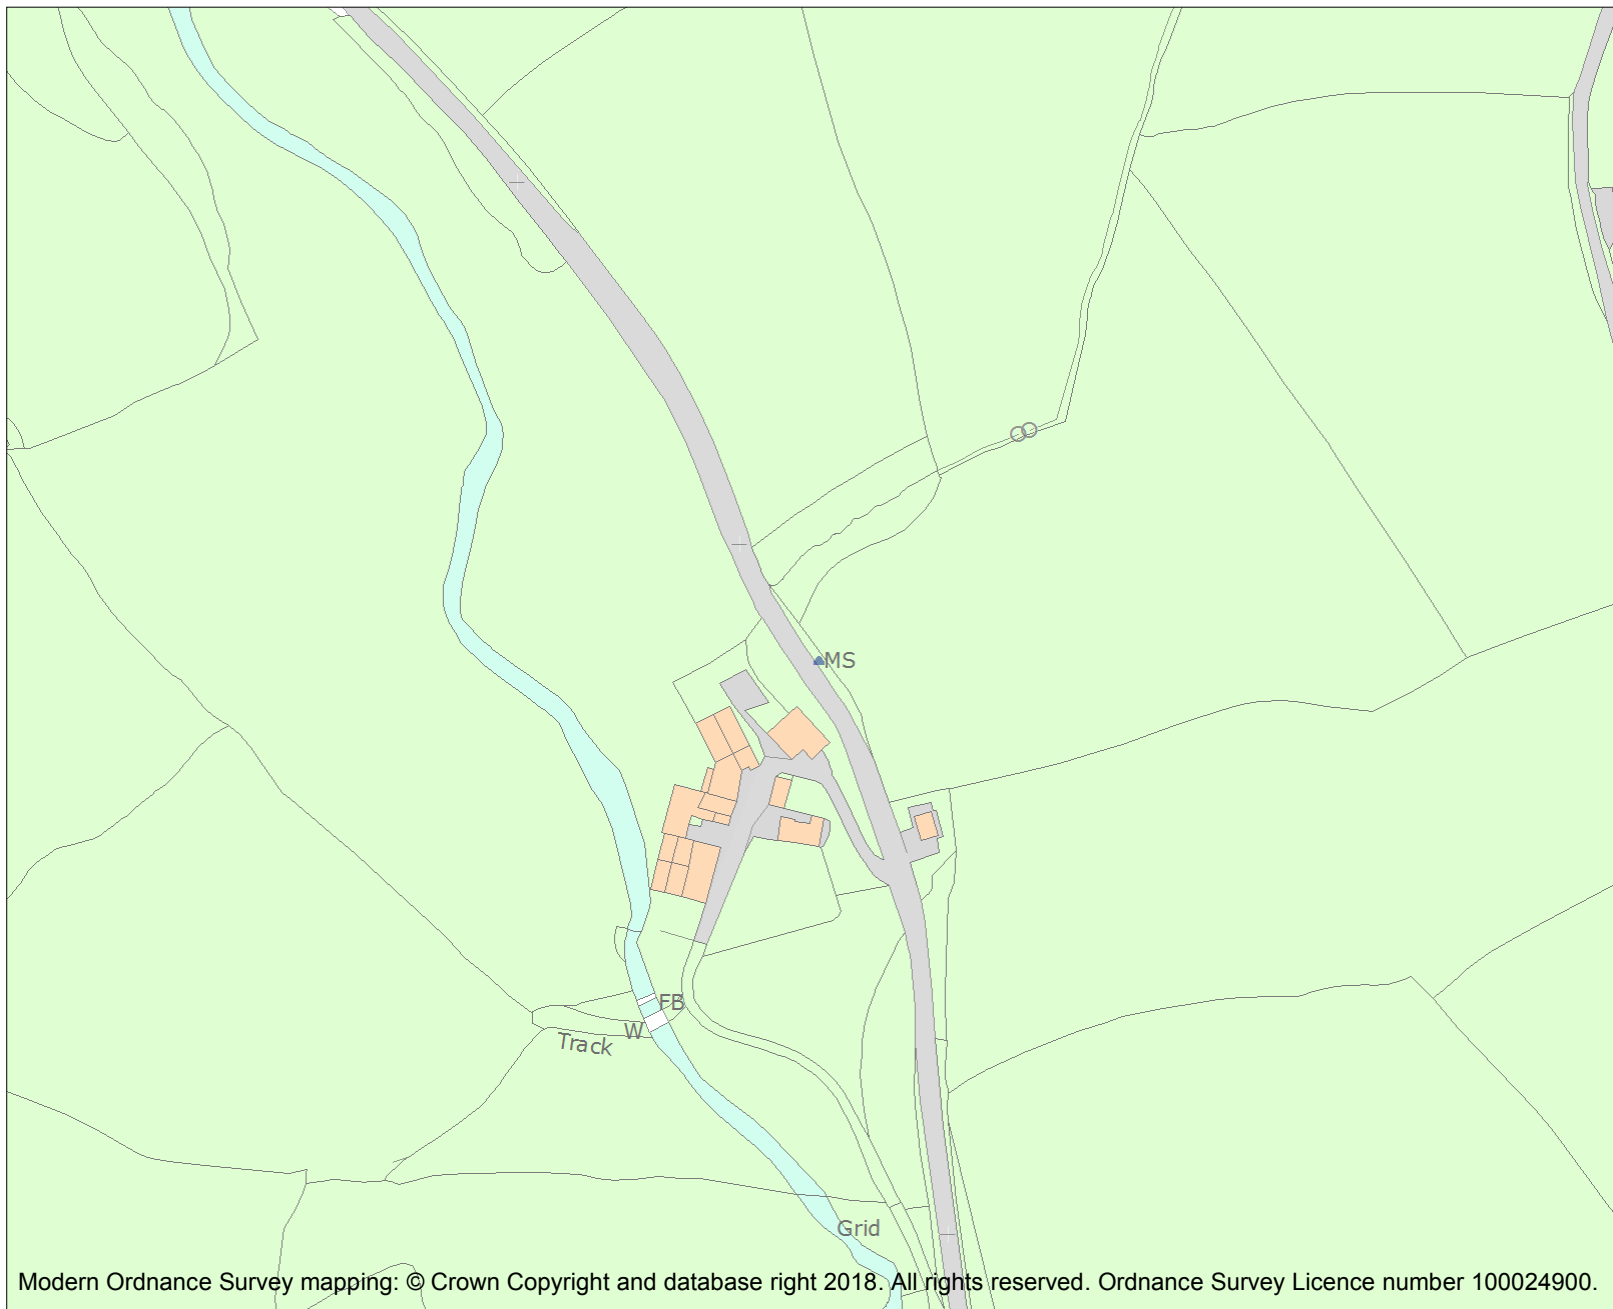 MS
FB
W
Track
Grid
Modern Ordnance Survey mapping: © Crown Copyright and database right 2018. All rights reserved. Ordnance Survey Licence number 100024900.